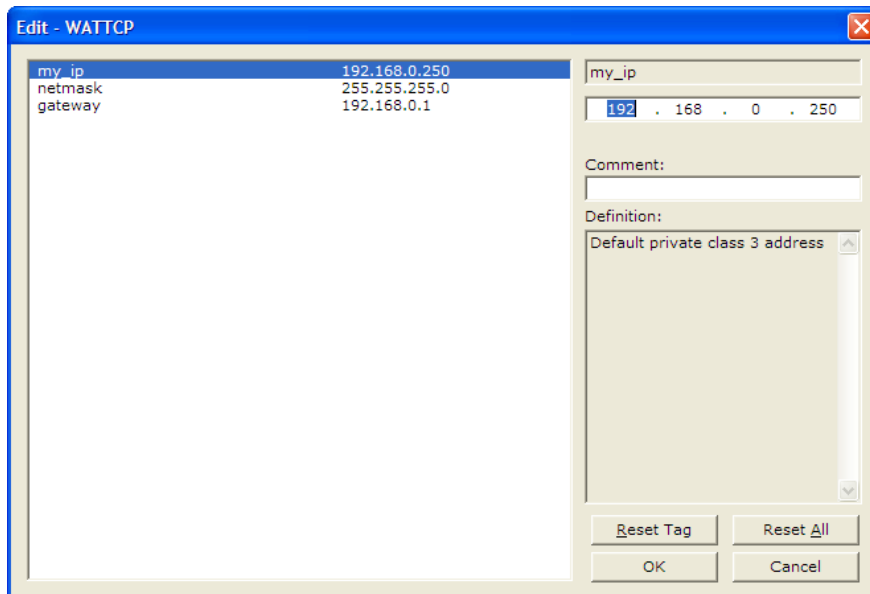 Edit - WATTCP
my_ip 192.168.0.250
netmask 255.255.255.0
gateway 192.168.0.1
my_ip
192 . 168 . 0 . 250
Comment:
Definition:
Default private class 3 address
Reset Tag Reset All
OK Cancel